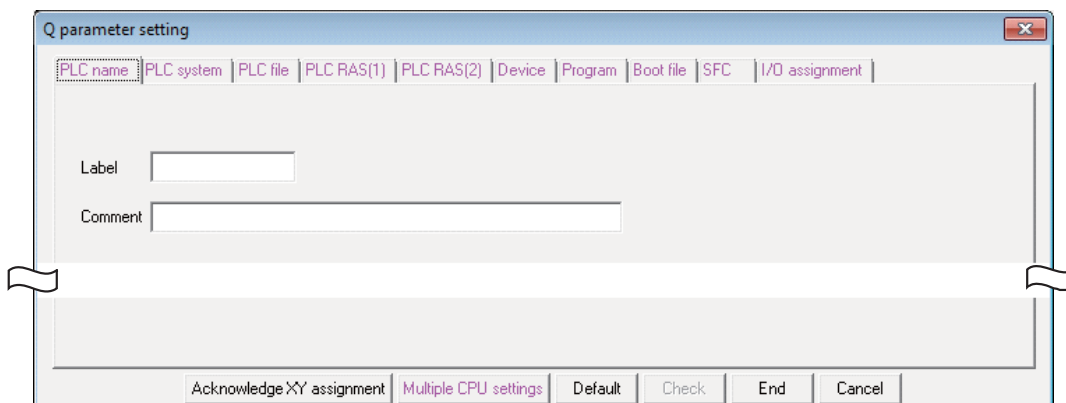 Q parameter setting
PLC name PLC system PLC file PLC RAS(1) PLC RAS(2) Device Program Boot file SFC I/O assignment
Label
Comment
Acknowledge XY assignment Multiple CPU settings Default Check End Cancel